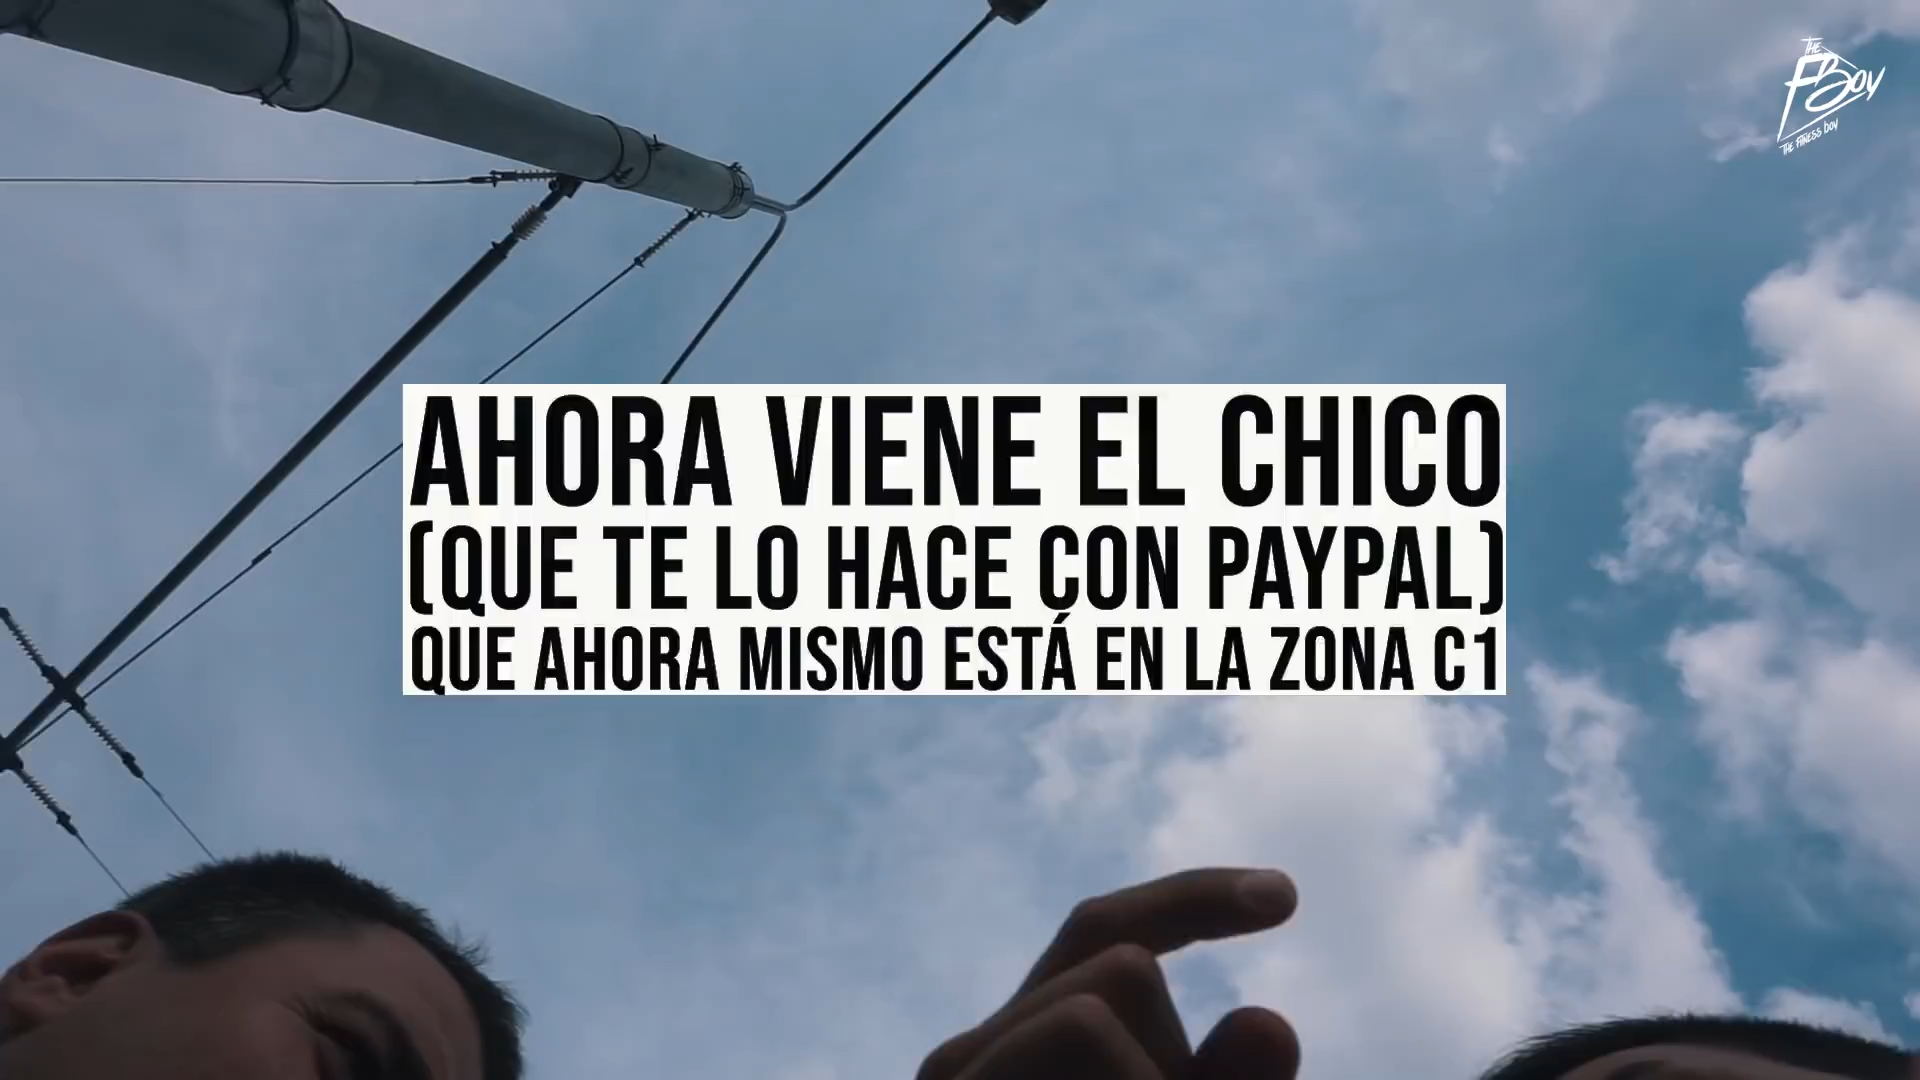 THE
FBOY
THE FITNESS BOY
AHORA VIENE EL CHICO
(QUE TE LO HACE CON PAYPAL)
QUE AHORA MISMO ESTÁ EN LA ZONA C1